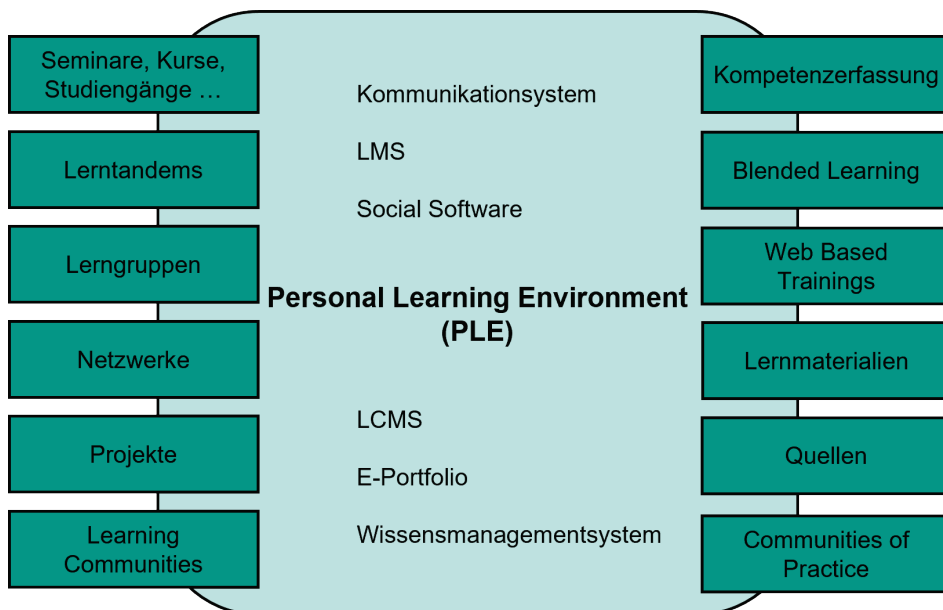 Seminare, Kurse,
Studiengänge …
Lerntandems
Lerngruppen
Netzwerke
Projekte
Learning
Communities
Kommunikationsystem
LMS
Social Software
Personal Learning Environment
(PLE)
LCMS
E-Portfolio
Wissensmanagementsystem
Kompetenzerfassung
Blended Learning
Web Based
Trainings
Lernmaterialien
Quellen
Communities of
Practice